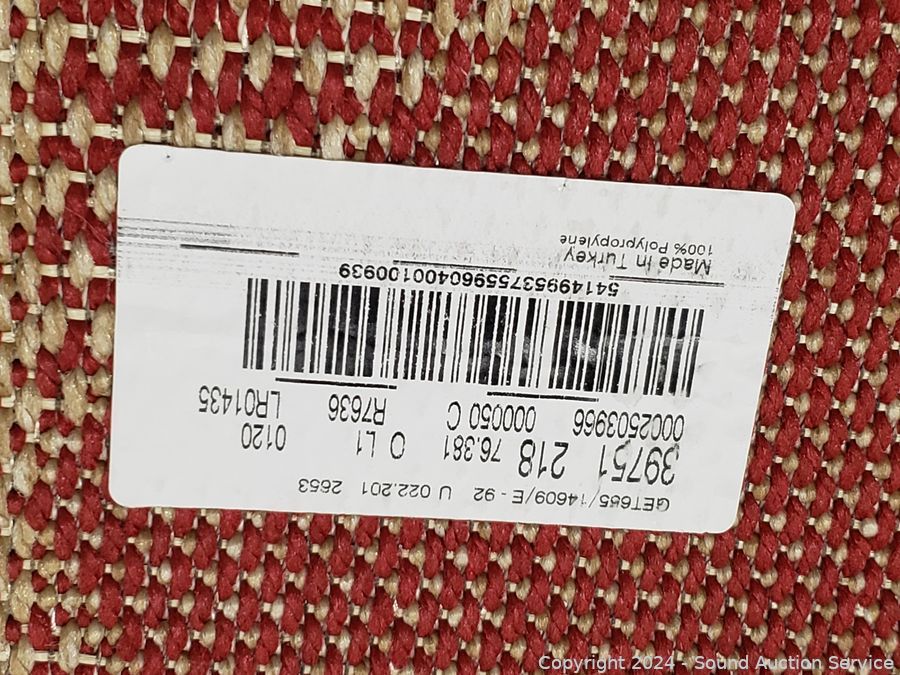 GET685/14609/E - 92 U 022.201 2653
39751 218 76.381 O L1 0120
0002503966 000050 C R7636 LR01435
5414995375596040010​0939
Made in Turkey
100% Polypropylene
Copyright 2024 - Sound Auction Service